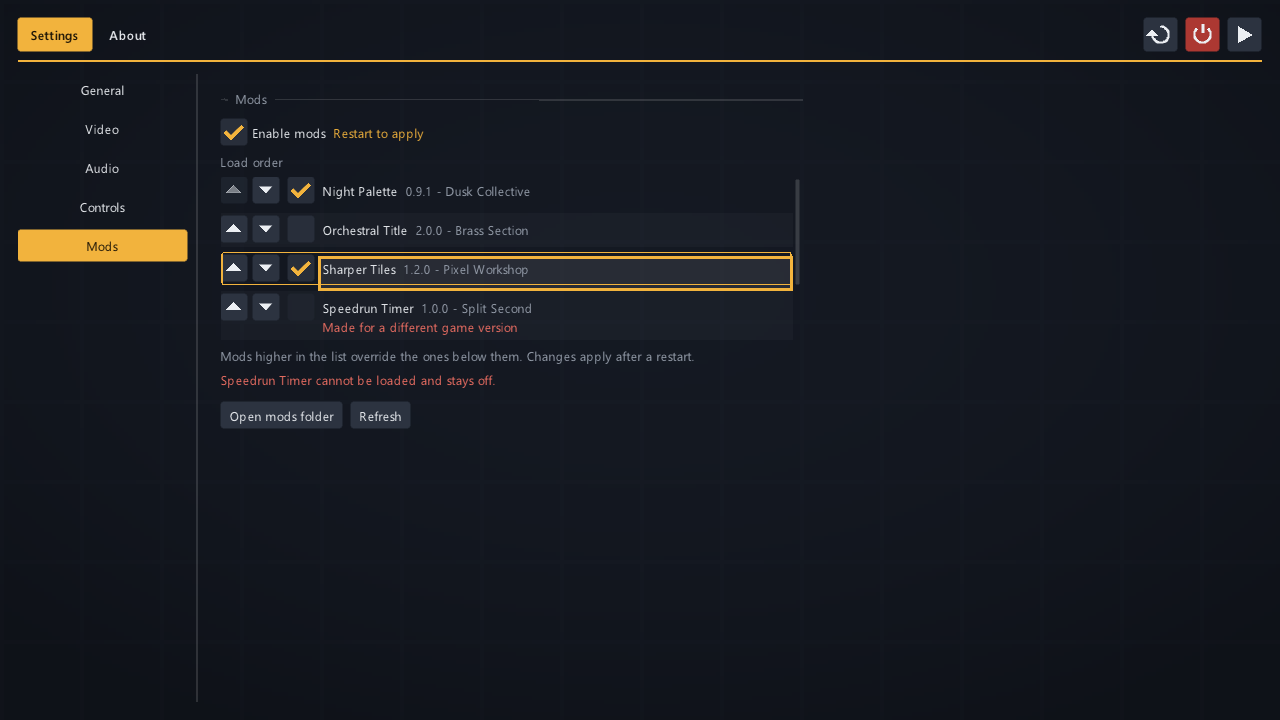 Settings About
General
Video
Audio
Controls
Mods
Mods
Enable mods Restart to apply
Load order
Night Palette 0.9.1 - Dusk Collective
Orchestral Title 2.0.0 - Brass Section
Sharper Tiles 1.2.0 - Pixel Workshop
Speedrun Timer 1.0.0 - Split Second
Made for a different game version
Mods higher in the list override the ones below them. Changes apply after a restart.
Speedrun Timer cannot be loaded and stays off.
Open mods folder Refresh